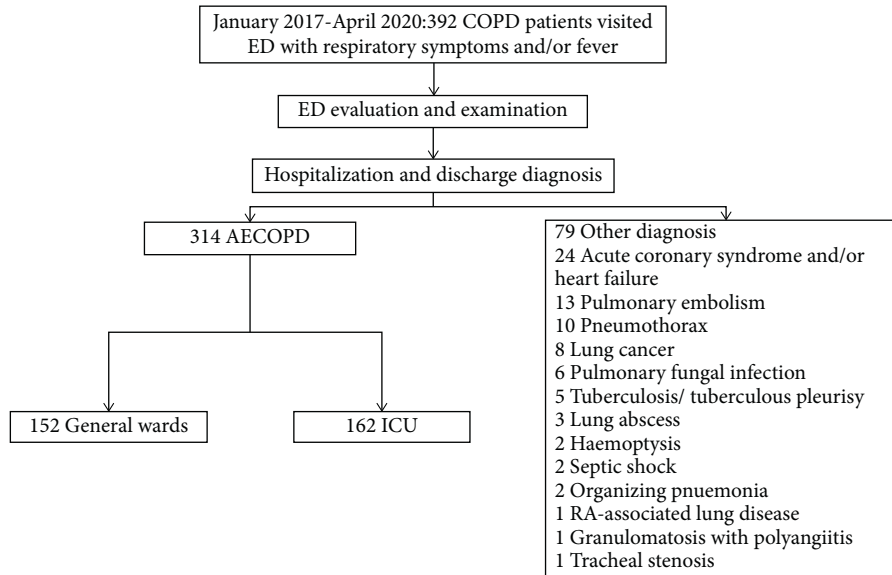 January 2017-April 2020:392 COPD patients visited
ED with respiratory symptoms and/or fever
ED evaluation and examination
Hospitalization and discharge diagnosis
314 AECOPD
152 General wards
162 ICU
79 Other diagnosis
24 Acute coronary syndrome and/or
heart failure
13 Pulmonary embolism
10 Pneumothorax
8 Lung cancer
6 Pulmonary fungal infection
5 Tuberculosis/ tuberculous pleurisy
3 Lung abscess
2 Haemoptysis
2 Septic shock
2 Organizing pnuemonia
1 RA-associated lung disease
1 Granulomatosis with polyangiitis
1 Tracheal stenosis